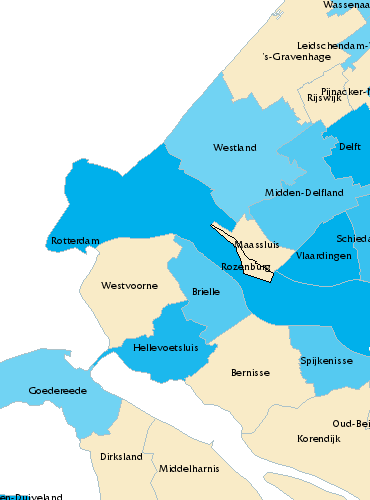 Wassenaa
Leidschendam-
's-Gravenhage
Pijnacker-N
Rijswijk
Delft
Westland
Midden-Delfland
Schieda
Rotterdam
Maassluis
Vlaardingen
Rozenburg
Westvoorne
Brielle
Hellevoetsluis
Spijkenisse
Bernisse
Goedereede
Oud-Bei
Korendijk
Dirksland
Middelharnis
en-Duiveland